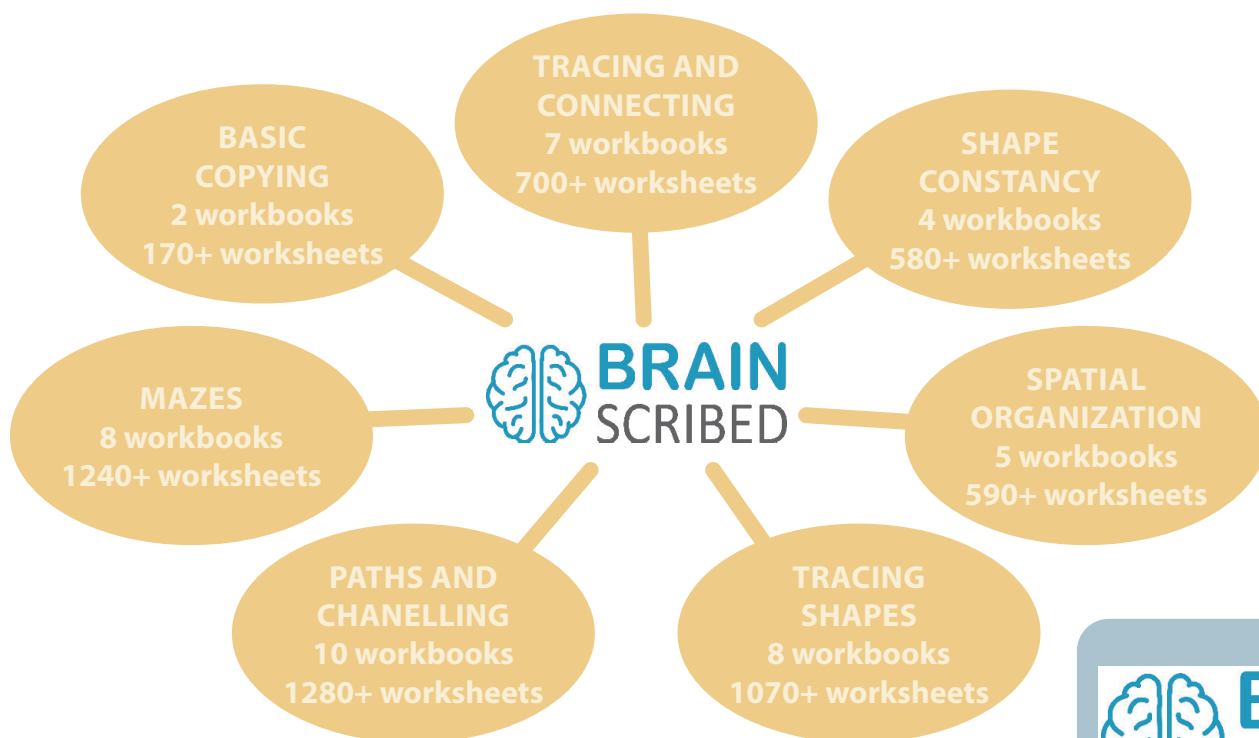 TRACING AND
CONNECTING
7 workbooks
700+ worksheets
BASIC
COPYING
2 workbooks
170+ worksheets
SHAPE
CONSTANCY
4 workbooks
580+ worksheets
BRAIN
SCRIBED
MAZES
8 workbooks
1240+ worksheets
SPATIAL
ORGANIZATION
5 workbooks
590+ worksheets
PATHS AND
CHANELLING
10 workbooks
1280+ worksheets
TRACING
SHAPES
8 workbooks
1070+ worksheets